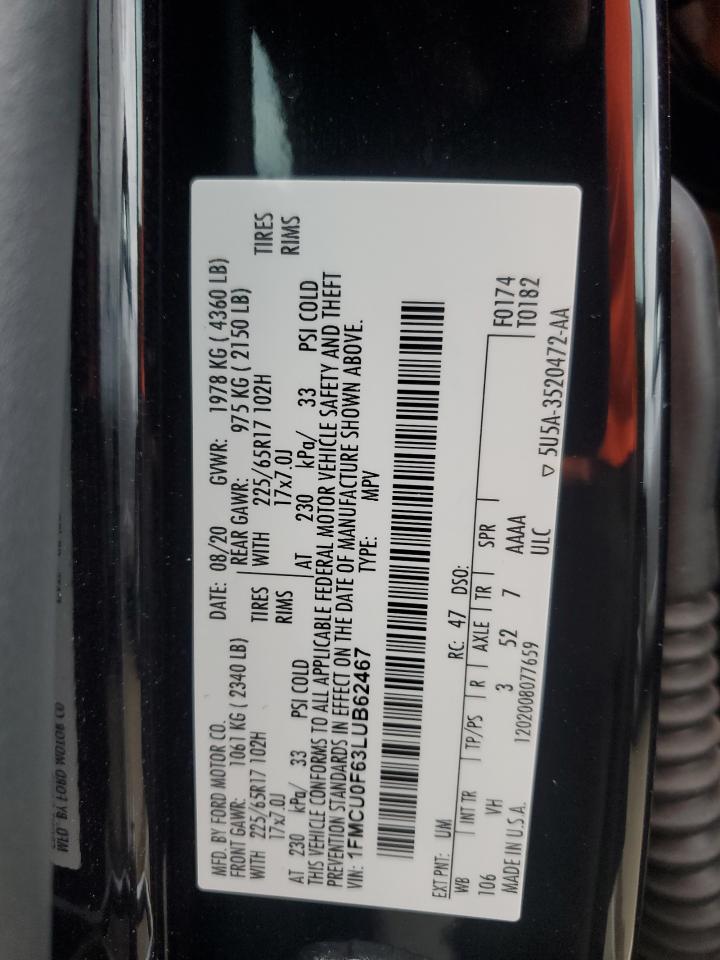 MFD. BY FORD MOTOR CO.
DATE: 08/20 GVWR: 1978 KG ( 4360 LB)
FRONT GAWR: 1061 KG ( 2340 LB) REAR GAWR: 975 KG ( 2150 LB)
WITH 225/65R17 102H TIRES WITH 225/65R17 102H TIRES
17x7.0J RIMS 17x7.0J RIMS
AT 230 kPa/ 33 PSI COLD AT 230 kPa/ 33 PSI COLD
THIS VEHICLE CONFORMS TO ALL APPLICABLE FEDERAL MOTOR VEHICLE SAFETY AND THEFT
PREVENTION STANDARDS IN EFFECT ON THE DATE OF MANUFACTURE SHOWN ABOVE.
VIN: 1FMCU0F63LUB62467 TYPE: MPV
EXT PNT: UM RC: 47 DSO: F0174
WB INT TR TP/PS R AXLE TR SPR T0182
106 VH 3 52 7 AAAA
MADE IN U.S.A. 1202008077659 ULC ▽ 5U5A-3520472-AA